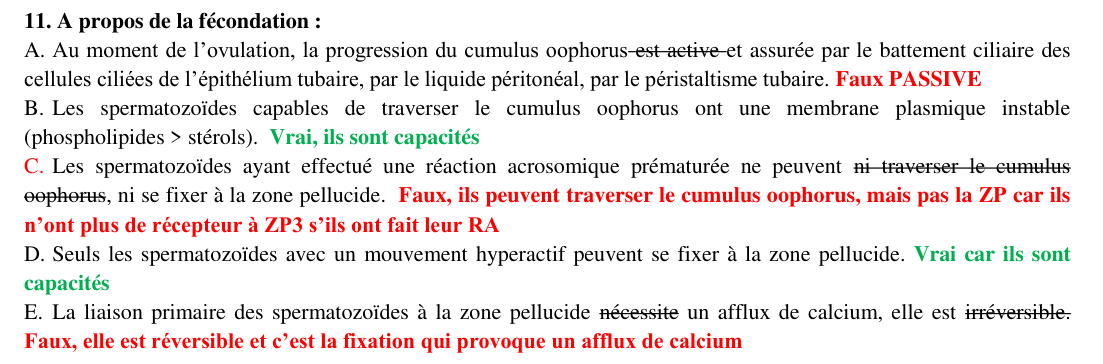 11. A propos de la fécondation :
A. Au moment de l'ovulation, la progression du cumulus oophorus est active et assurée par le battement ciliaire des
cellules ciliées de l'épithélium tubaire, par le liquide péritonéal, par le péristaltisme tubaire. Faux PASSIVE
B. Les spermatozoïdes capables de traverser le cumulus oophorus ont une membrane plasmique instable
(phospholipides > stérols). Vrai, ils sont capacités
C. Les spermatozoïdes ayant effectué une réaction acrosomique prématurée ne peuvent ni traverser le cumulus
oophorus, ni se fixer à la zone pellucide. Faux, ils peuvent traverser le cumulus oophorus, mais pas la ZP car ils
n'ont plus de récepteur à ZP3 s'ils ont fait leur RA
D. Seuls les spermatozoïdes avec un mouvement hyperactif peuvent se fixer à la zone pellucide. Vrai car ils sont
capacités
E. La liaison primaire des spermatozoïdes à la zone pellucide nécessite un afflux de calcium, elle est irréversible.
Faux, elle est réversible et c'est la fixation qui provoque un afflux de calcium